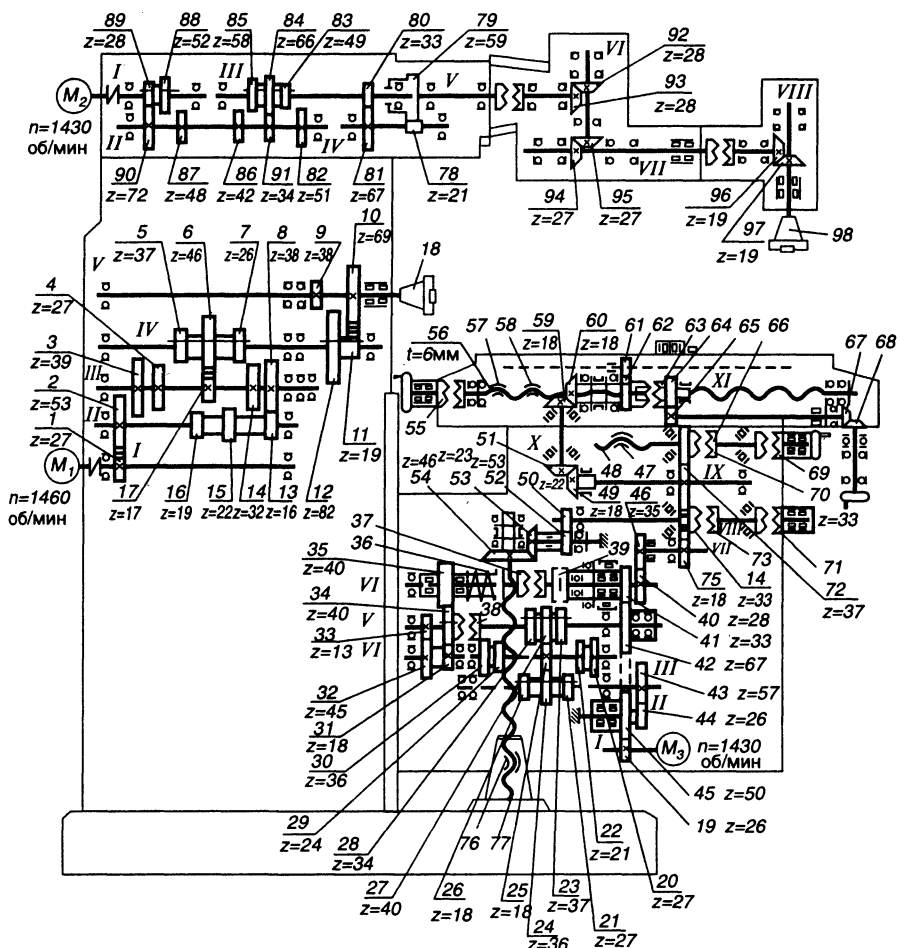 89 88 85 84 83 80 79
z=28 z=52 z=58 z=66 z=49 z=33 z=59
I III V VI 92
z=28
93
z=28
VIII
M₂
n=1430
об/мин
II IV VII
90 87 86 91 82 81 78
z=72 z=48 z=42 z=34 z=51 z=67 z=21
94 95 96
z=27 z=27 z=19
97
z=19
98
10
z=69
5 6 7 8 9
z=37 z=46 z=26 z=38 z=38
18
V
4
z=27
IV
3
z=39
III
2
z=53
II
1
z=27
I
M₁
n=1460
об/мин
17 16 15 14 13 12 11
z=17 z=19 z=22 z=32 z=16 z=82 z=19
56 57 58 59 60 61 62 63 64 65 66 67 68
t=6мм z=18 z=18
XI
55
X
51
z=22
48 47 IX
69
70
z=33
z=46 z=23 z=53
54 53 52 50 49 46
z=18 z=35
VIII
VII
73 71
72
z=37
75 14
z=18 z=33
40
z=28
41
z=33
42 z=67
37
36
39
35
z=40
VI
34
z=40
38
V
33
z=13
VI
32
z=45
31
z=18
30
z=36
III
43 z=57
II
44 z=26
I
M₃
n=1430
об/мин
45 z=50
19 z=26
29
z=24
28
z=34
76 77
22
z=21
27
z=40
26
z=18
25
z=18
24
z=36
23
z=37
21
z=27
20
z=27